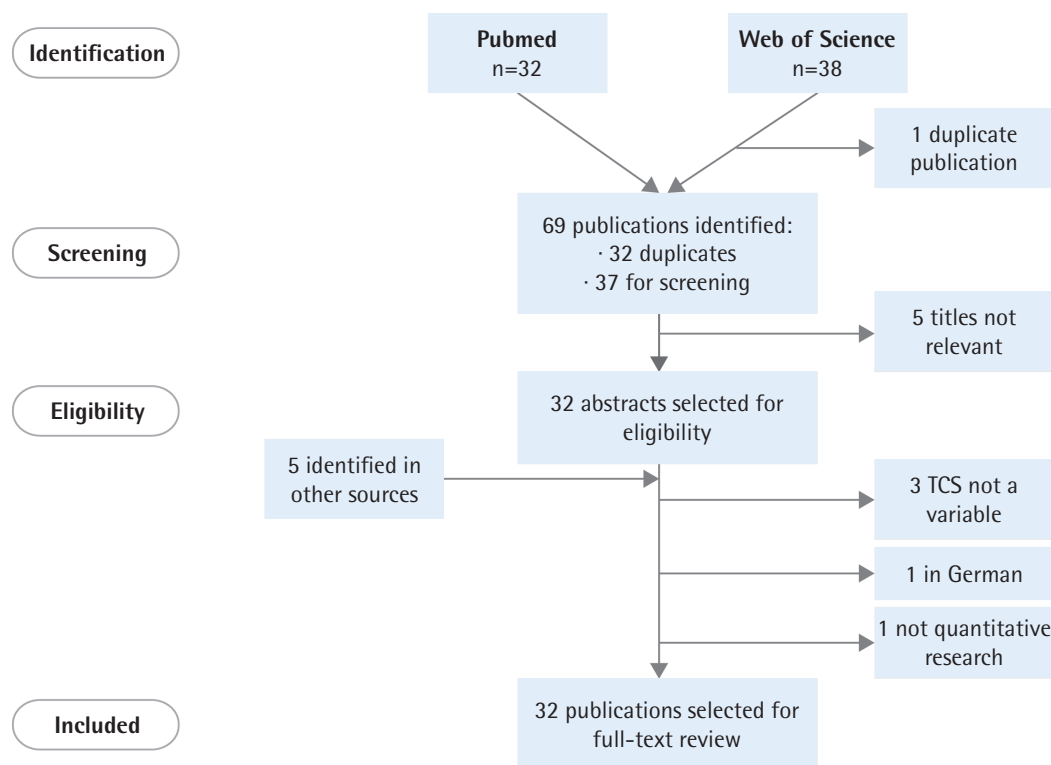 Identification
Pubmed
n=32
Web of Science
n=38
1 duplicate
publication
Screening
69 publications identified:
· 32 duplicates
· 37 for screening
5 titles not
relevant
Eligibility
32 abstracts selected for
eligibility
5 identified in
other sources
3 TCS not a
variable
1 in German
1 not quantitative
research
Included
32 publications selected for
full-text review